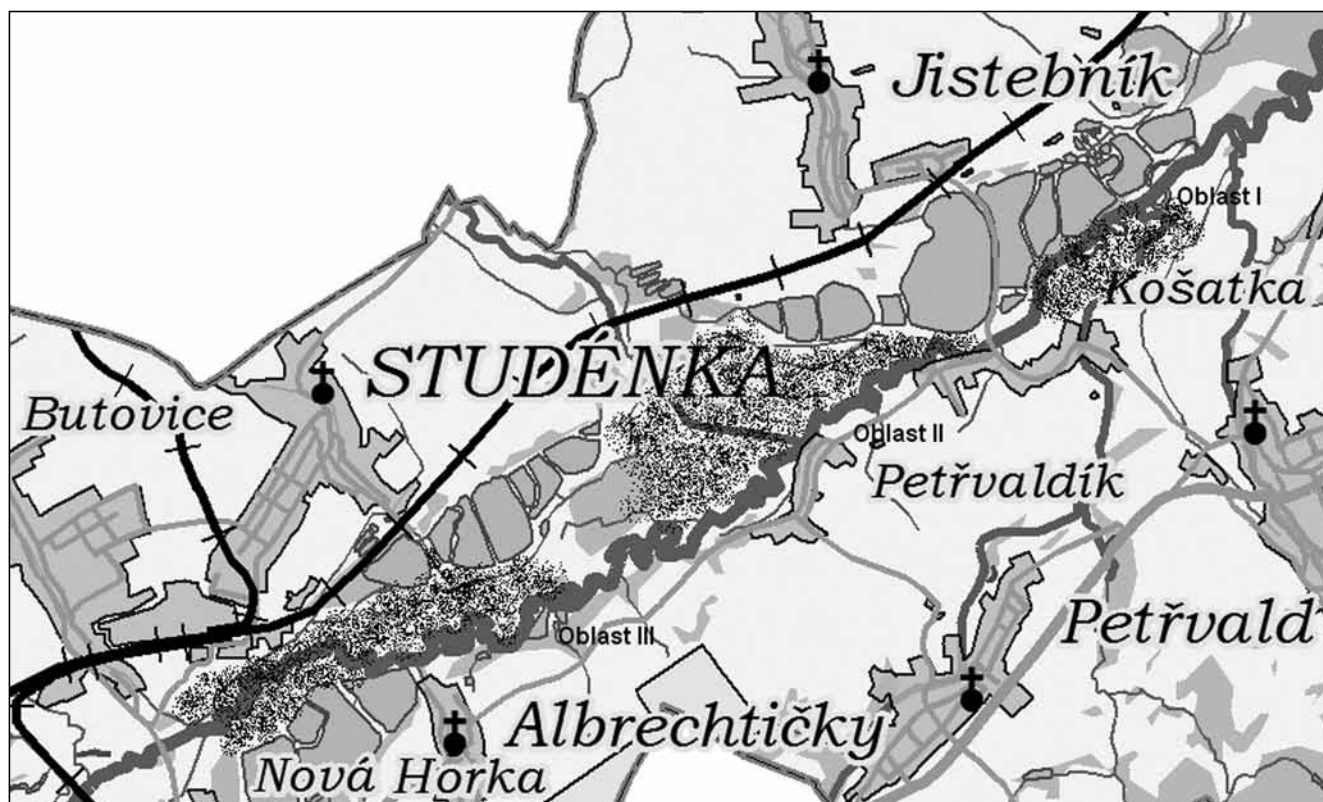 Jistebník
Oblast I
Košatka
STUDÉNKA
Butovice
Oblast II
Petřvaldík
Oblast III
Petřvald
Albrechtičky
Nová Horka